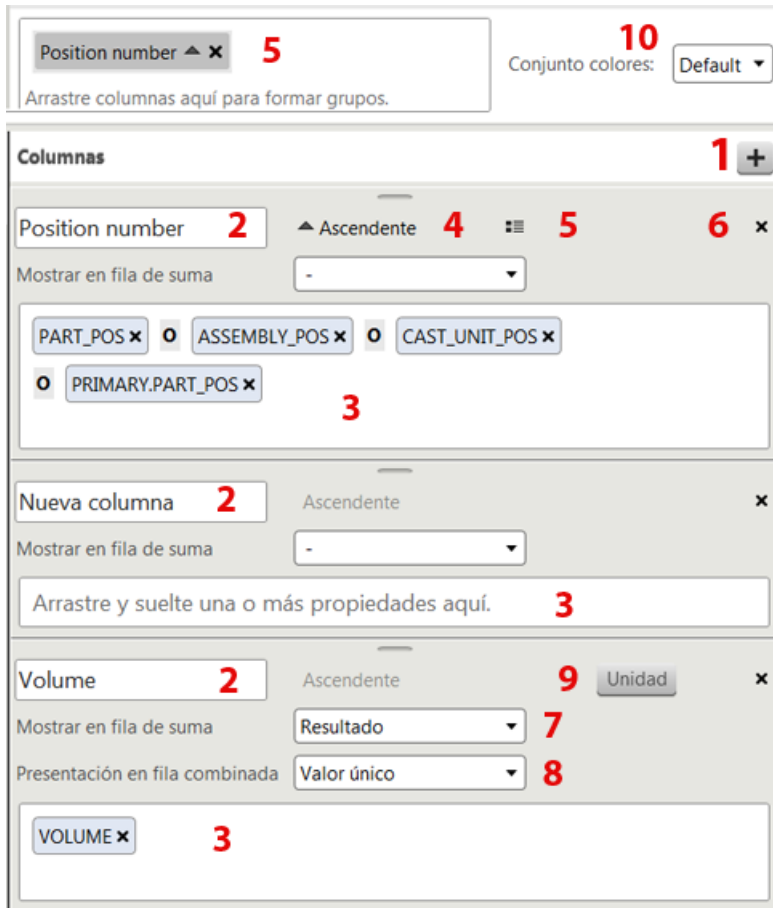 10
Position number ✖ 5
Conjunto colores: Default
Arrastre columnas aquí para formar grupos.
Columnas 1 +
Position number 2 Ascendente 4 5 6 ✖
Mostrar en fila de suma -
PART_POS ✖ O ASSEMBLY_POS ✖ O CAST_UNIT_POS ✖
O PRIMARY.PART_POS ✖
3
Nueva columna 2 Ascendente ✖
Mostrar en fila de suma -
Arrastre y suelte una o más propiedades aquí. 3
Volume 2 Ascendente 9 Unidad ✖
Mostrar en fila de suma Resultado 7
Presentación en fila combinada Valor único 8
VOLUME ✖ 3